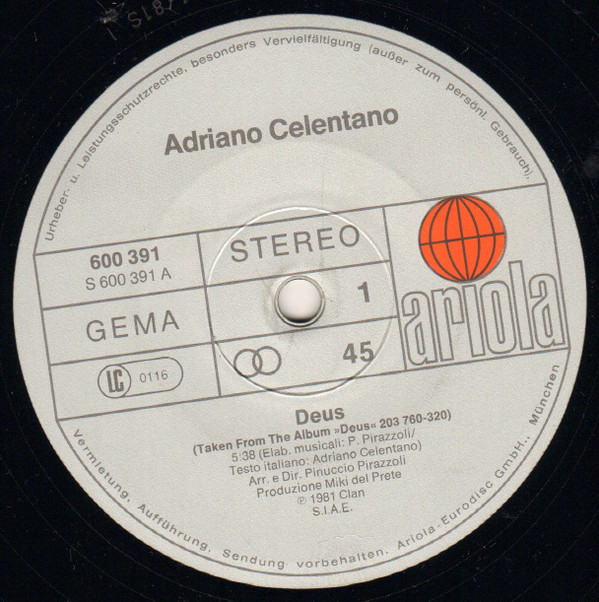 Urheber- u. Leistungsschutzrechte, besonders Vervielfältigung (außer zum persönl. Gebrauch),
Adriano Celentano
600 391
S 600 391 A
STEREO
1
GEMA
LC 0116
45
ariola
Deus
(Taken From The Album »Deus« 203 760-320)
5:38 (Elab. musicali: P. Pirazzoli/
Testo italiano: Adriano Celentano)
Arr. e Dir. Pinuccio Pirazzoli
Produzione Miki del Prete
℗ 1981 Clan
S.I.A.E.
Vermietung, Aufführung, Sendung vorbehalten. Ariola-Eurodisc GmbH., München